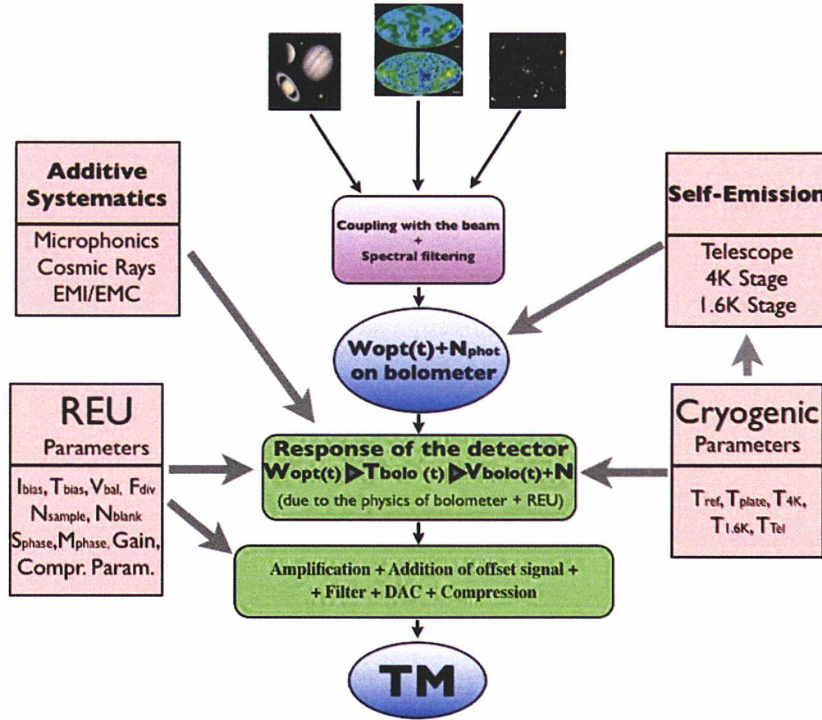 Additive
Systematics
Microphonics
Cosmic Rays
EMI/EMC
Coupling with the beam
+
Spectral filtering
Self-Emission
Telescope
4K Stage
1.6K Stage
Wopt(t)+Nphot
on bolometer
REU
Parameters
Ibias,Tbias,Vbal, Fdiv
Nsample, Nblank
Sphase,Mphase, Gain,
Compr. Param.
Response of the detector
Wopt(t) ▶Tbolo (t) ▶Vbolo(t)+N
(due to the physics of bolometer + REU)
Cryogenic
Parameters
Tref,Tplate,T4K,
T1.6K, TTel
Amplification + Addition of offset signal +
+ Filter + DAC + Compression
TM